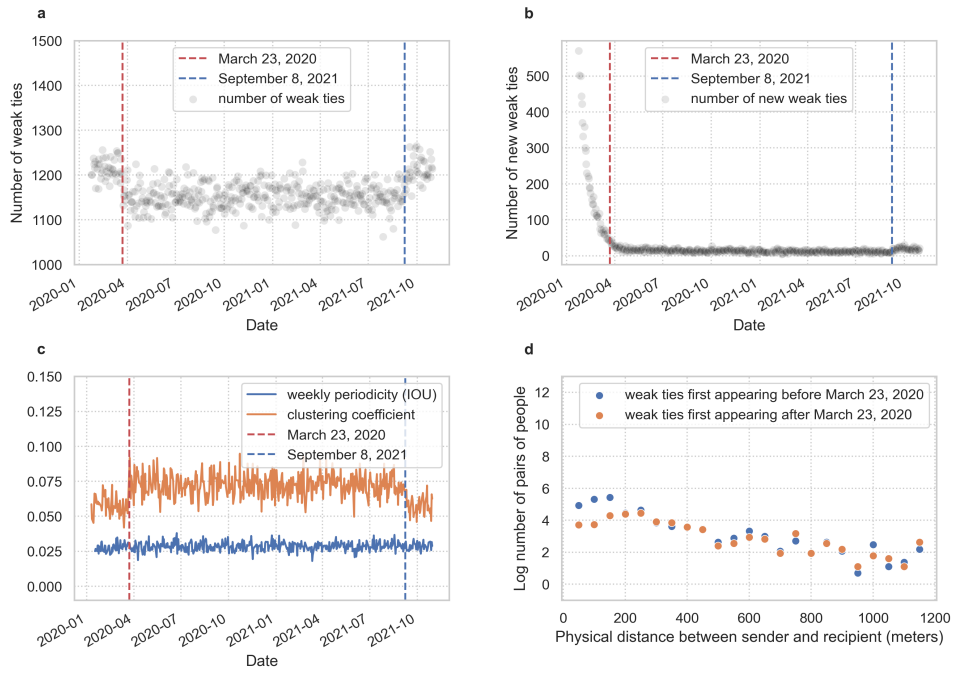 a
1500
1400
1300
1200
1100
1000
Number of weak ties
March 23, 2020
September 8, 2021
number of weak ties
2020-01
2020-04
2020-07
2020-10
2021-01
2021-04
2021-07
2021-10
Date
b
500
400
300
200
100
0
Number of new weak ties
March 23, 2020
September 8, 2021
number of new weak ties
2020-01
2020-04
2020-07
2020-10
2021-01
2021-04
2021-07
2021-10
Date
c
0.150
0.125
0.100
0.075
0.050
0.025
0.000
weekly periodicity (IOU)
clustering coefficient
March 23, 2020
September 8, 2021
2020-01
2020-04
2020-07
2020-10
2021-01
2021-04
2021-07
2021-10
Date
d
12
10
8
6
4
2
0
Log number of pairs of people
weak ties first appearing before March 23, 2020
weak ties first appearing after March 23, 2020
0
200
400
600
800
1000
1200
Physical distance between sender and recipient (meters)